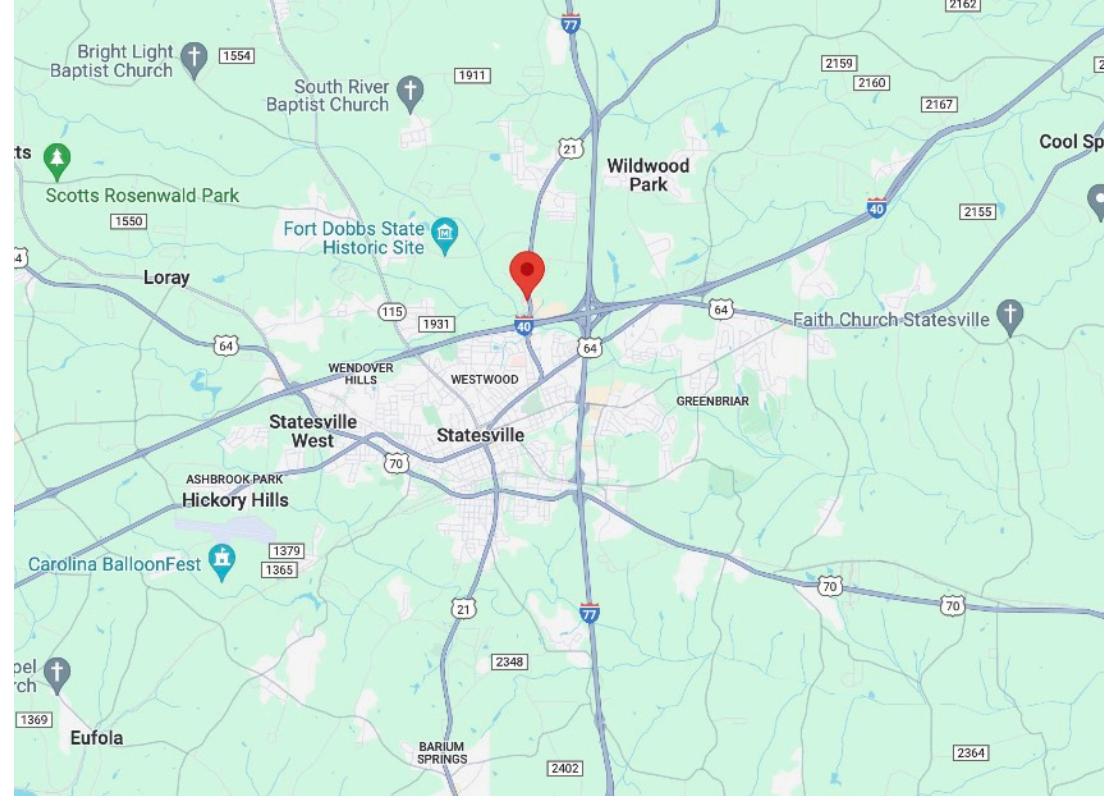 2162
77
Bright Light
Baptist Church
1554
1911
2159
2160
2167
South River
Baptist Church
21
Cool Sp
Wildwood
Park
Scotts Rosenwald Park
40
2155
1550
Fort Dobbs State
Historic Site
Loray
115
1931
40
64
Faith Church Statesville
64
64
WENDOVER
HILLS
WESTWOOD
GREENBRIAR
Statesville
West
Statesville
70
ASHBROOK PARK
Hickory Hills
1379
Carolina BalloonFest
1365
70
70
21
77
2348
1369
Eufola
BARIUM
SPRINGS
2402
2364